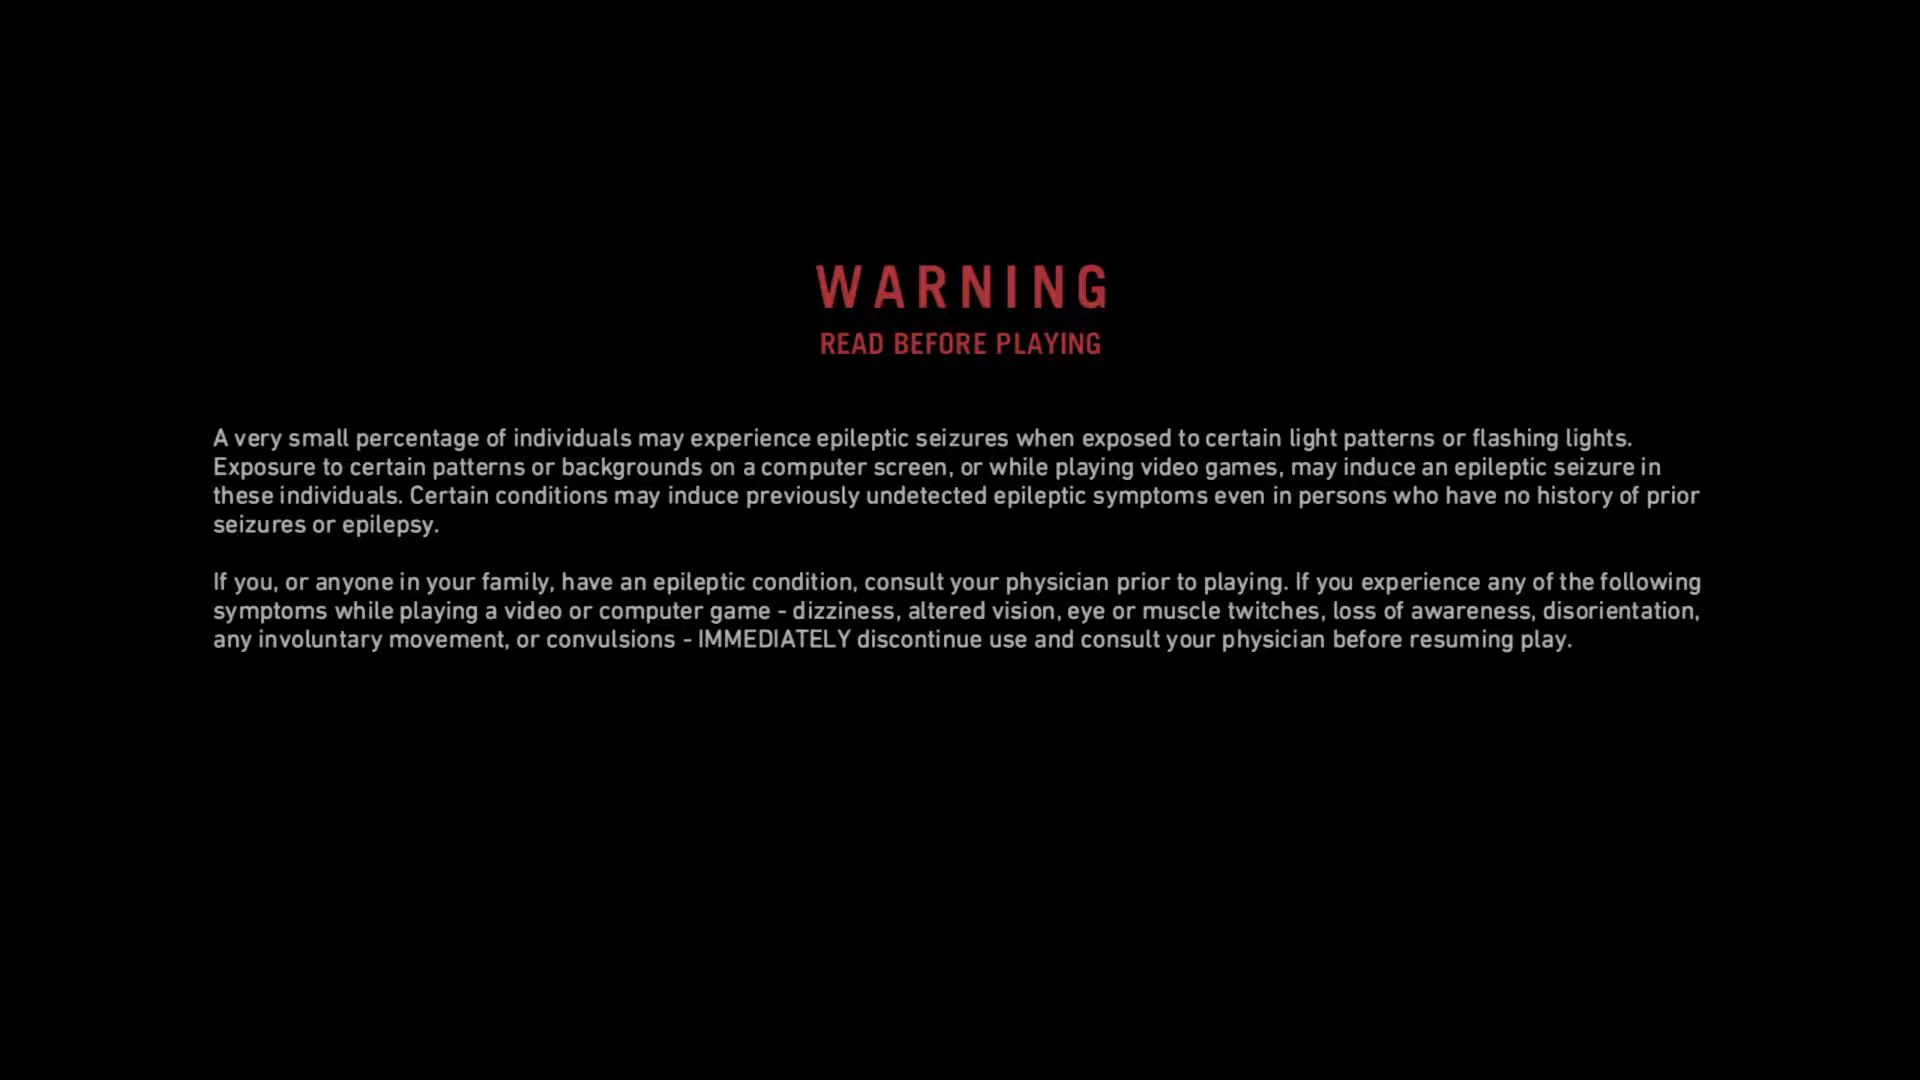 WARNING
READ BEFORE PLAYING
A very small percentage of individuals may experience epileptic seizures when exposed to certain light patterns or flashing lights.
Exposure to certain patterns or backgrounds on a computer screen, or while playing video games, may induce an epileptic seizure in
these individuals. Certain conditions may induce previously undetected epileptic symptoms even in persons who have no history of prior
seizures or epilepsy.
If you, or anyone in your family, have an epileptic condition, consult your physician prior to playing. If you experience any of the following
symptoms while playing a video or computer game - dizziness, altered vision, eye or muscle twitches, loss of awareness, disorientation,
any involuntary movement, or convulsions - IMMEDIATELY discontinue use and consult your physician before resuming play.